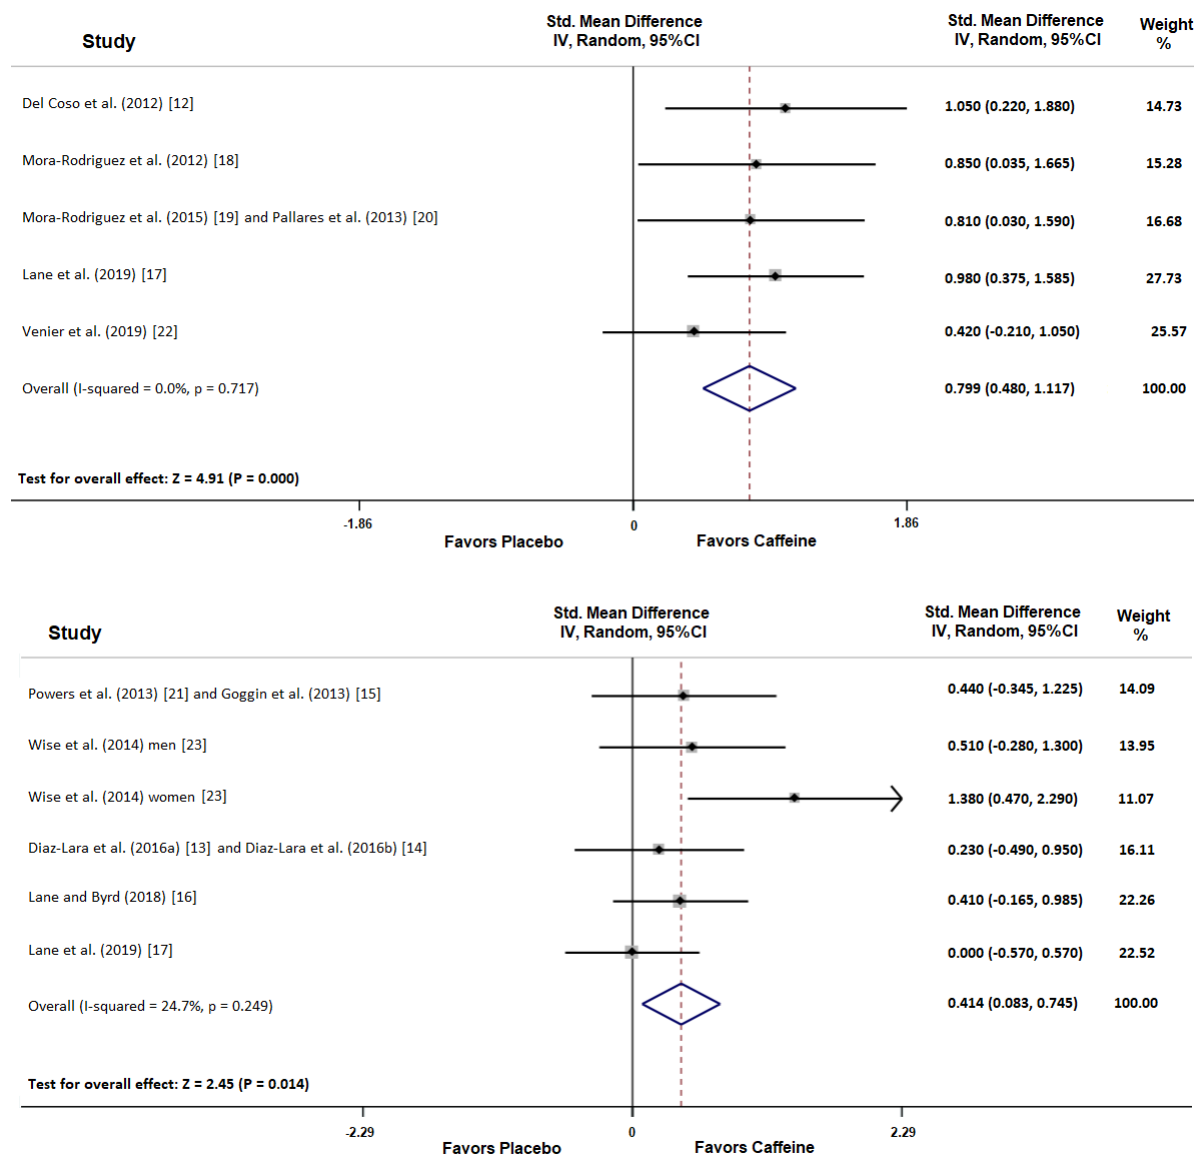 Study
Std. Mean Difference
IV, Random, 95%CI
Std. Mean Difference
IV, Random, 95%CI
Weight
%
Del Coso et al. (2012) [12] 1.050 (0.220, 1.880) 14.73
Mora-Rodriguez et al. (2012) [18] 0.850 (0.035, 1.665) 15.28
Mora-Rodriguez et al. (2015) [19] and Pallares et al. (2013) [20] 0.810 (0.030, 1.590) 16.68
Lane et al. (2019) [17] 0.980 (0.375, 1.585) 27.73
Venier et al. (2019) [22] 0.420 (-0.210, 1.050) 25.57
Overall (I-squared = 0.0%, p = 0.717) 0.799 (0.480, 1.117) 100.00
Test for overall effect: Z = 4.91 (P = 0.000)
-1.86 0 1.86
Favors Placebo Favors Caffeine
Study
Std. Mean Difference
IV, Random, 95%CI
Std. Mean Difference
IV, Random, 95%CI
Weight
%
Powers et al. (2013) [21] and Goggin et al. (2013) [15] 0.440 (-0.345, 1.225) 14.09
Wise et al. (2014) men [23] 0.510 (-0.280, 1.300) 13.95
Wise et al. (2014) women [23] 1.380 (0.470, 2.290) 11.07
Diaz-Lara et al. (2016a) [13] and Diaz-Lara et al. (2016b) [14] 0.230 (-0.490, 0.950) 16.11
Lane and Byrd (2018) [16] 0.410 (-0.165, 0.985) 22.26
Lane et al. (2019) [17] 0.000 (-0.570, 0.570) 22.52
Overall (I-squared = 24.7%, p = 0.249) 0.414 (0.083, 0.745) 100.00
Test for overall effect: Z = 2.45 (P = 0.014)
-2.29 0 2.29
Favors Placebo Favors Caffeine